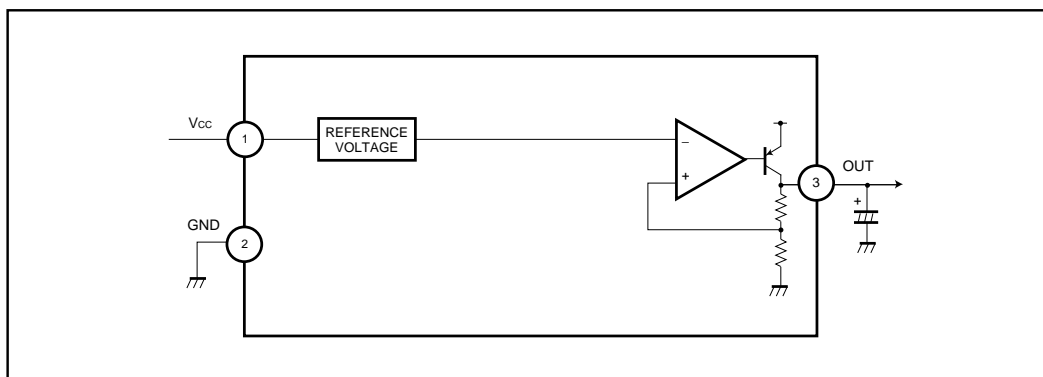 Vcc
1
REFERENCE
VOLTAGE
−
+
OUT
3
+
GND
2